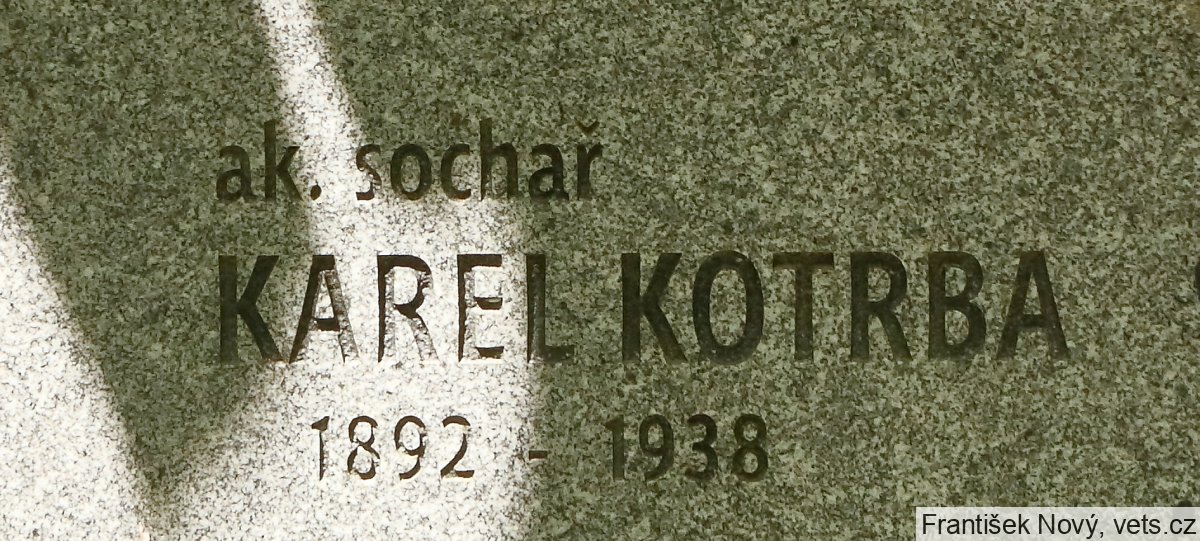 ak. sochař
KAREL KOTRBA
1892 - 1938
František Nový, vets.cz